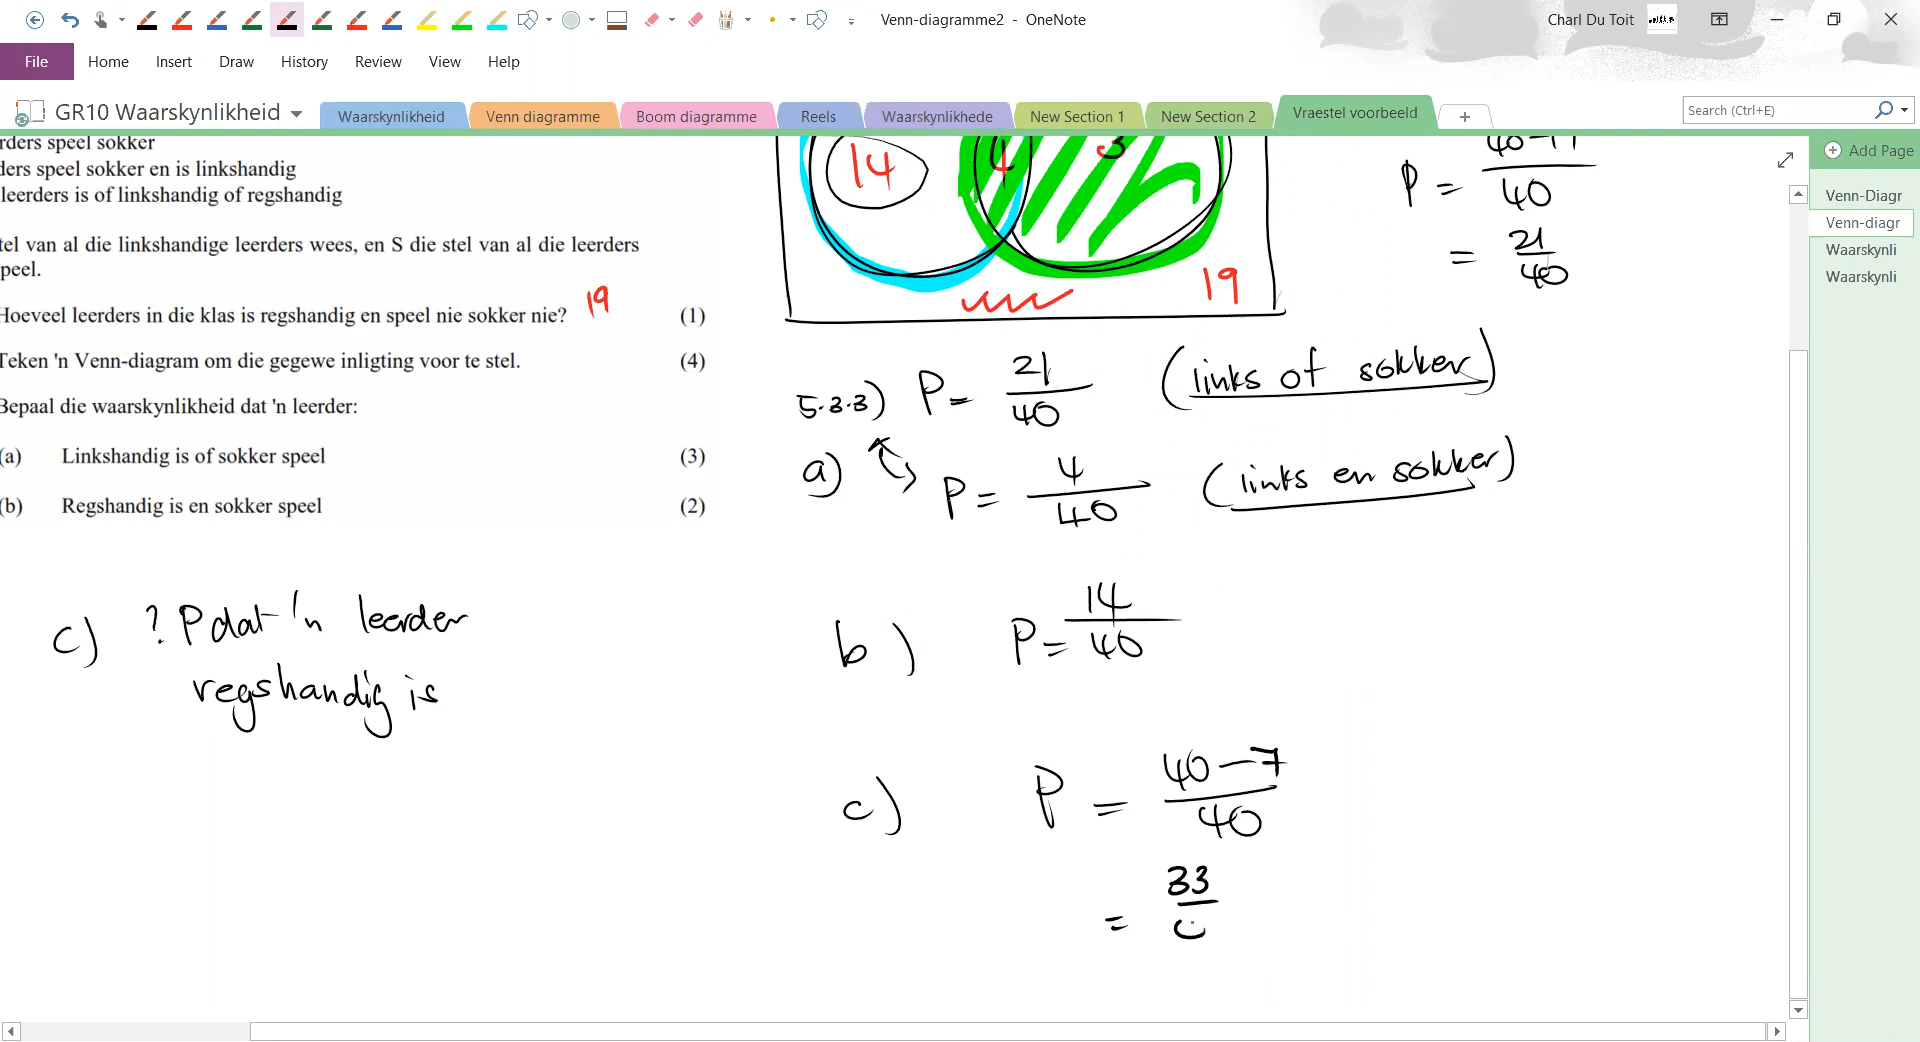 Venn-diagramme2 - OneNote
Charl Du Toit
File Home Insert Draw History Review View Help
GR10 Waarskynlikheid
Waarskynlikheid Venn diagramme Boom diagramme Reels Waarskynlikhede New Section 1 New Section 2 Vraestel voorbeeld +
Search (Ctrl+E)
Add Page
Venn-Diagr
Venn-diagr
Waarskynli
Waarskynli
rders speel sokker
ders speel sokker en is linkshandig
leerders is of linkshandig of regshandig
tel van al die linkshandige leerders wees, en S die stel van al die leerders
peel.
Hoeveel leerders in die klas is regshandig en speel nie sokker nie? 19 (1)
Teken 'n Venn-diagram om die gegewe inligting voor te stel. (4)
Bepaal die waarskynlikheid dat 'n leerder:
(a) Linkshandig is of sokker speel (3)
(b) Regshandig is en sokker speel (2)
c) ? P dat 'n leerder
regshandig is
14 4 3
19
P = 40
= 21
40
5.3.3) P = 21
40 (links of sokker)
a) P = 4
40 (links en sokker)
b) P = 14
40
c) P = 40 - 7
40
= 33